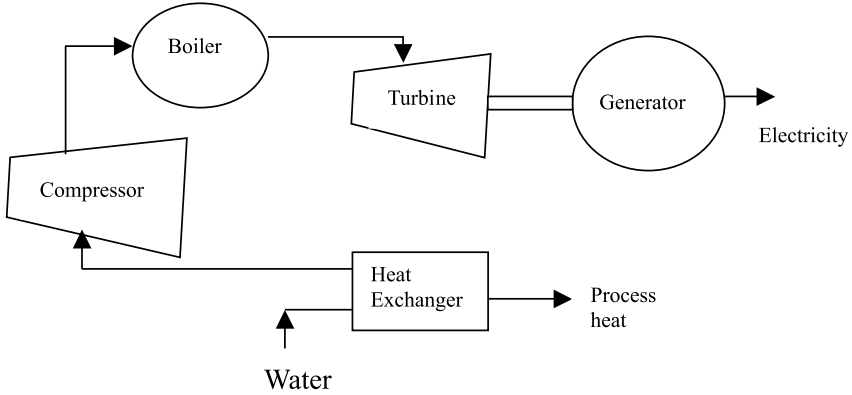 Boiler
Turbine
Generator
Electricity
Compressor
Heat
Exchanger
Process
heat
Water